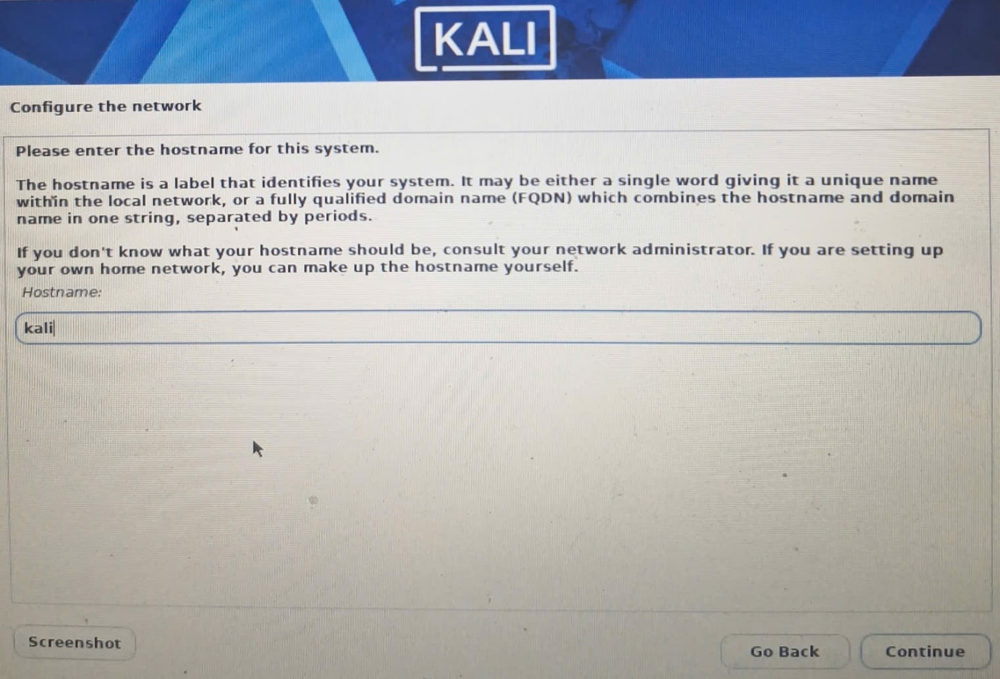 KALI
Configure the network
Please enter the hostname for this system.
The hostname is a label that identifies your system. It may be either a single word giving it a unique name
within the local network, or a fully qualified domain name (FQDN) which combines the hostname and domain
name in one string, separated by periods.
If you don't know what your hostname should be, consult your network administrator. If you are setting up
your own home network, you can make up the hostname yourself.
Hostname:
kali
Screenshot
Go Back
Continue